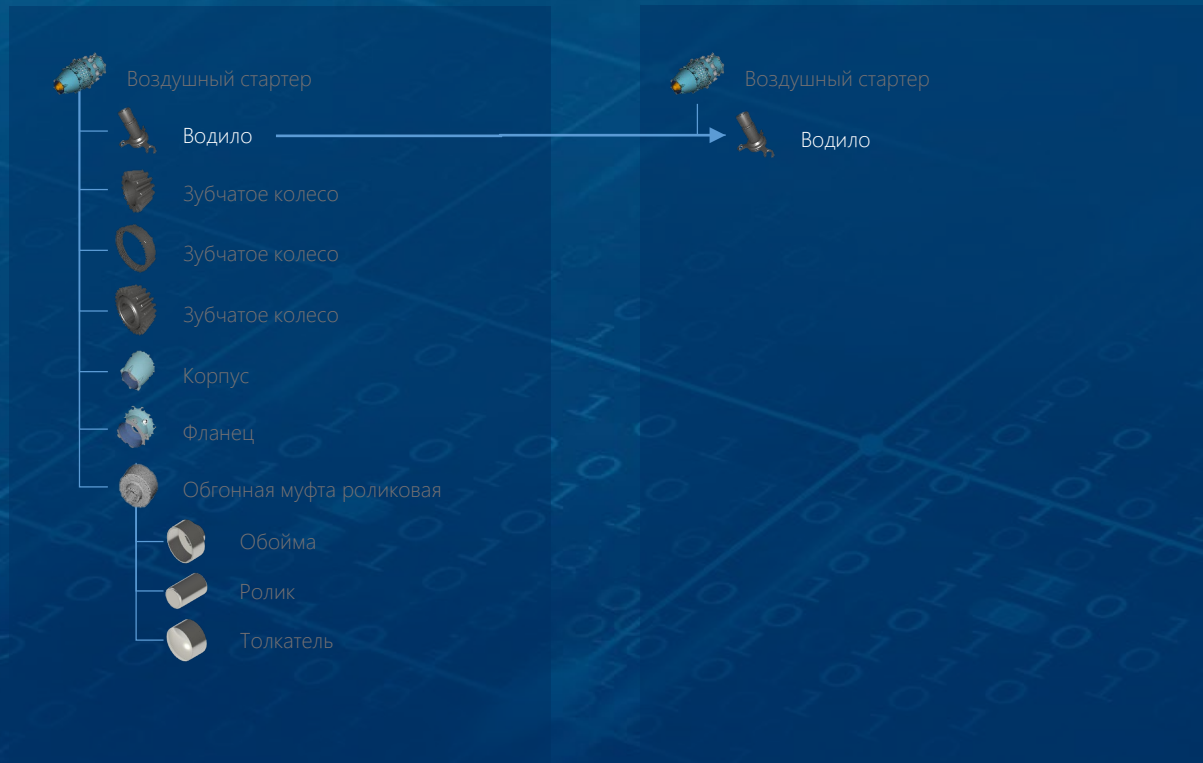 Воздушный стартер
Водило
Зубчатое колесо
Зубчатое колесо
Зубчатое колесо
Корпус
Фланец
Обгонная муфта роликовая
Обойма
Ролик
Толкатель
Воздушный стартер
Водило